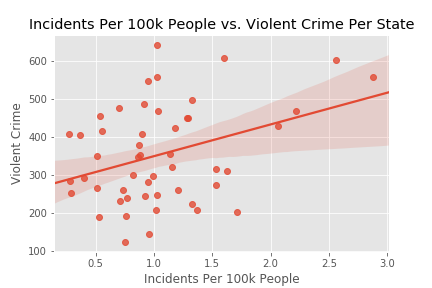 Incidents Per 100k People vs. Violent Crime Per State
600
500
400
300
200
100
Violent Crime
0.5 1.0 1.5 2.0 2.5 3.0
Incidents Per 100k People